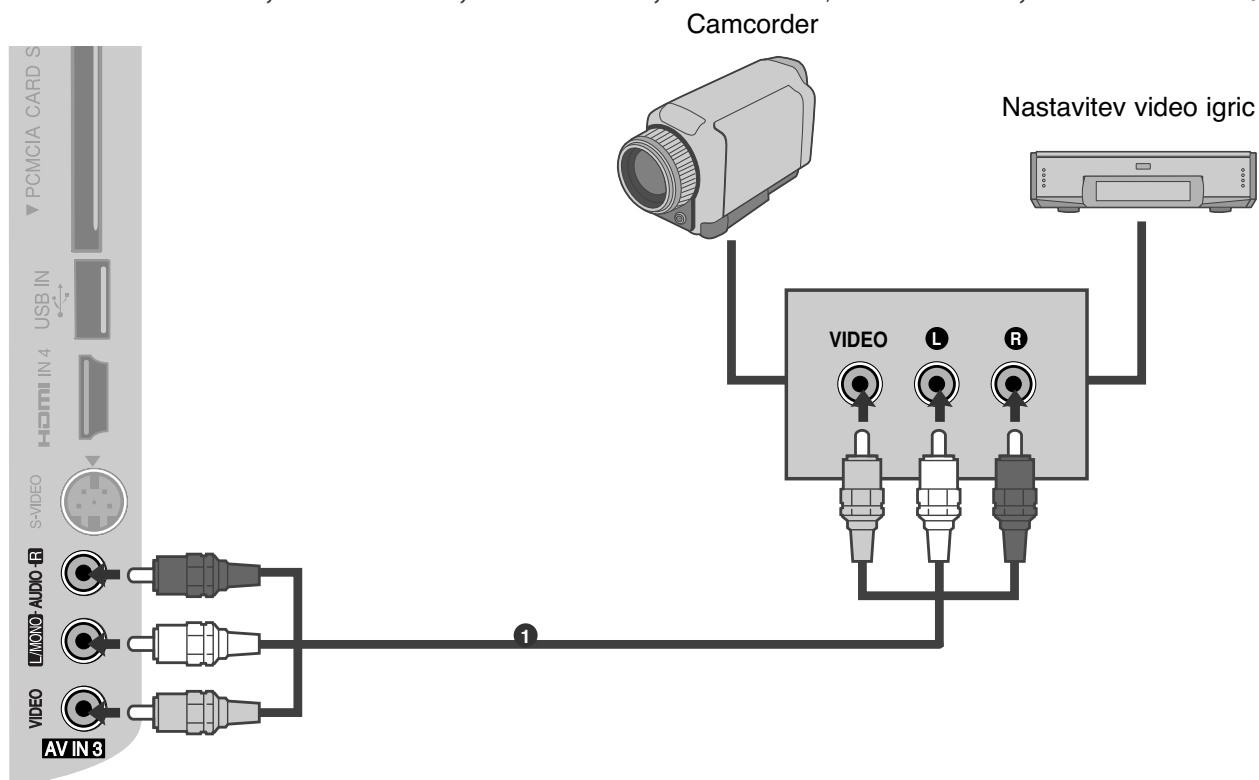 Camcorder
Nastavitev video igric
▼ PCMCIA CARD S
USB IN
HDMI IN 4
S-VIDEO
L/MONO-AUDIO-R
VIDEO
AV IN 3
VIDEO L R
1